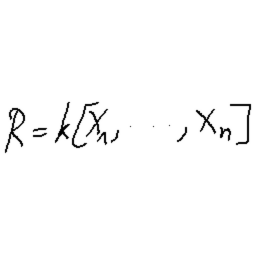 R = k[X₁, ..., Xₙ]